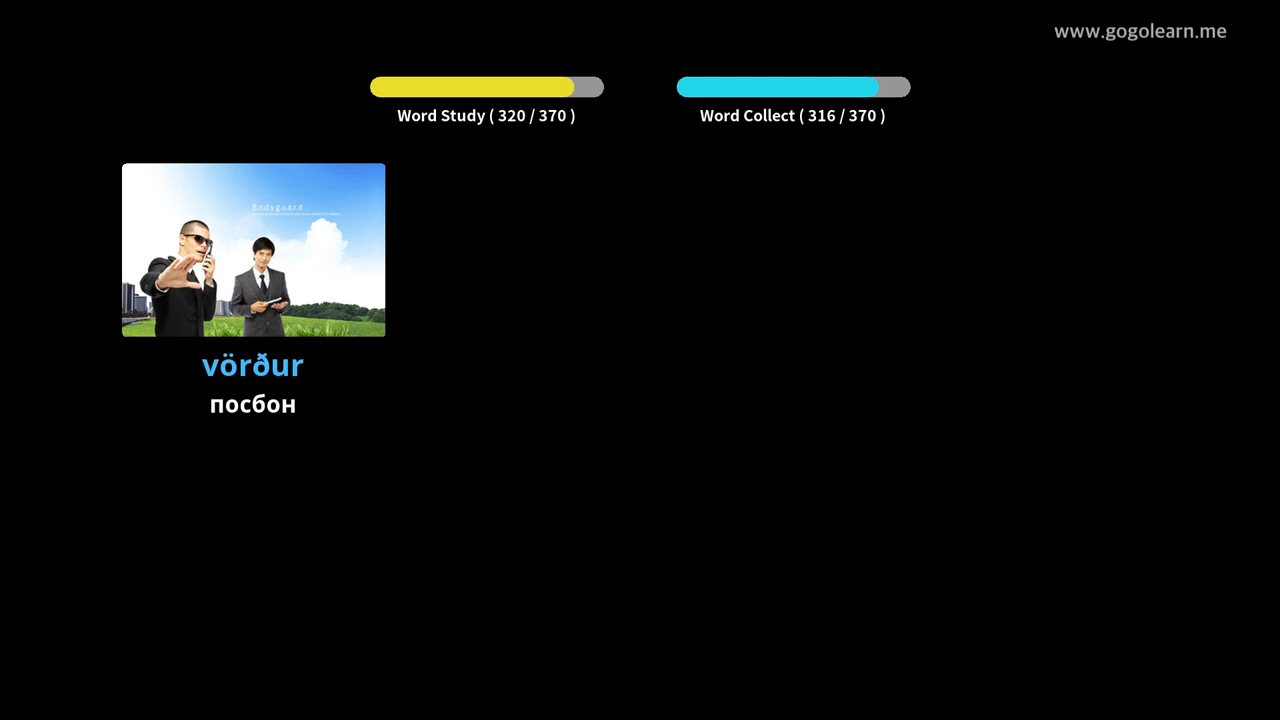 www.gogolearn.me
Word Study ( 320 / 370 )
Word Collect ( 316 / 370 )
Bodyguard
vörður
посбон